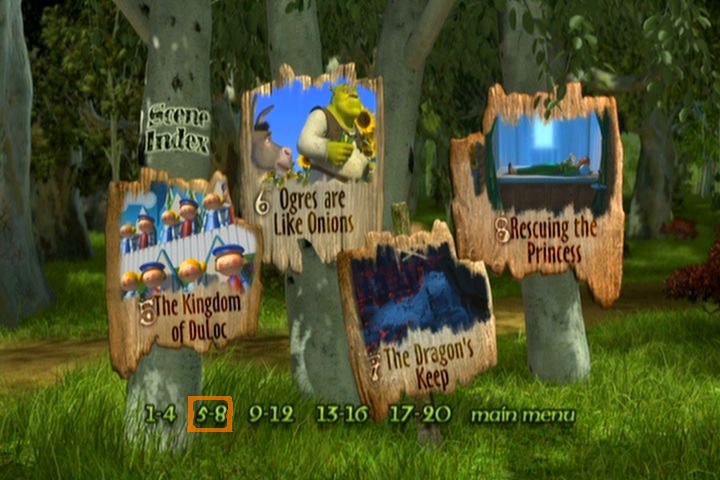 Scene
Index
6 Ogres are
Like Onions
8 Rescuing the
Princess
5 The Kingdom
of DuLoc
7 The Dragon's
Keep
1-4 5-8 9-12 13-16 17-20 main menu